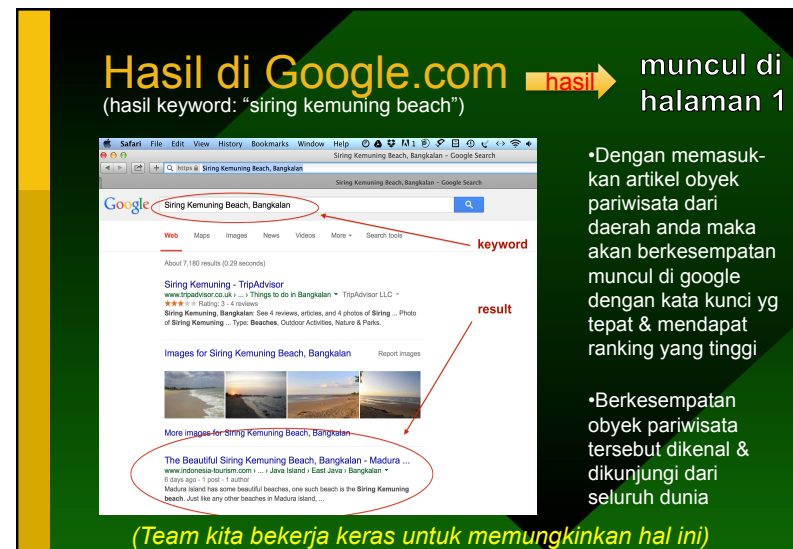 Hasil di Google.com
hasil
muncul di
halaman 1
(hasil keyword: “siring kemuning beach”)
Safari File Edit View History Bookmarks Window Help
Siring Kemuning Beach, Bangkalan – Google Search
https Siring Kemuning Beach, Bangkalan
Siring Kemuning Beach, Bangkalan – Google Search
Google Siring Kemuning Beach, Bangkalan
Web Maps Images News Videos More Search tools
keyword
About 7,180 results (0.29 seconds)
Siring Kemuning - TripAdvisor
www.tripadvisor.co.uk › ... › Things to do in Bangkalan TripAdvisor LLC
Rating: 3 - 4 reviews
Siring Kemuning, Bangkalan: See 4 reviews, articles, and 4 photos of Siring ... Photo
of Siring Kemuning ... Type: Beaches, Outdoor Activities, Nature & Parks.
result
Images for Siring Kemuning Beach, Bangkalan Report images
More images for Siring Kemuning Beach, Bangkalan
The Beautiful Siring Kemuning Beach, Bangkalan - Madura ...
www.indonesia-tourism.com › ... › Java Island › East Java › Bangkalan
6 days ago - 1 post - 1 author
Madura Island has some beautiful beaches, one such beach is the Siring Kemuning
beach. Just like any other beaches in Madura island, ...
•Dengan memasuk-
kan artikel obyek
pariwisata dari
daerah anda maka
akan berkesempatan
muncul di google
dengan kata kunci yg
tepat & mendapat
ranking yang tinggi
•Berkesempatan
obyek pariwisata
tersebut dikenal &
dikunjungi dari
seluruh dunia
(Team kita bekerja keras untuk memungkinkan hal ini)